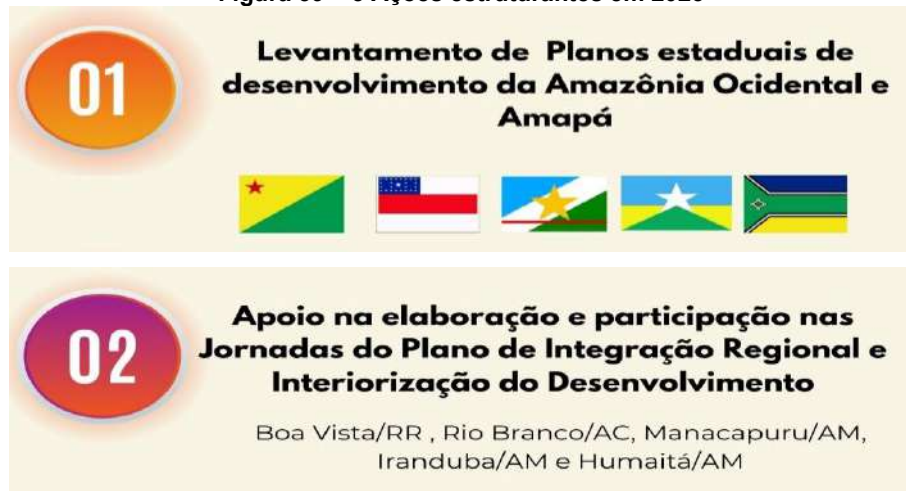 01
Levantamento de Planos estaduais de
desenvolvimento da Amazônia Ocidental e
Amapá
02
Apoio na elaboração e participação nas
Jornadas do Plano de Integração Regional e
Interiorização do Desenvolvimento
Boa Vista/RR , Rio Branco/AC, Manacapuru/AM,
Iranduba/AM e Humaitá/AM